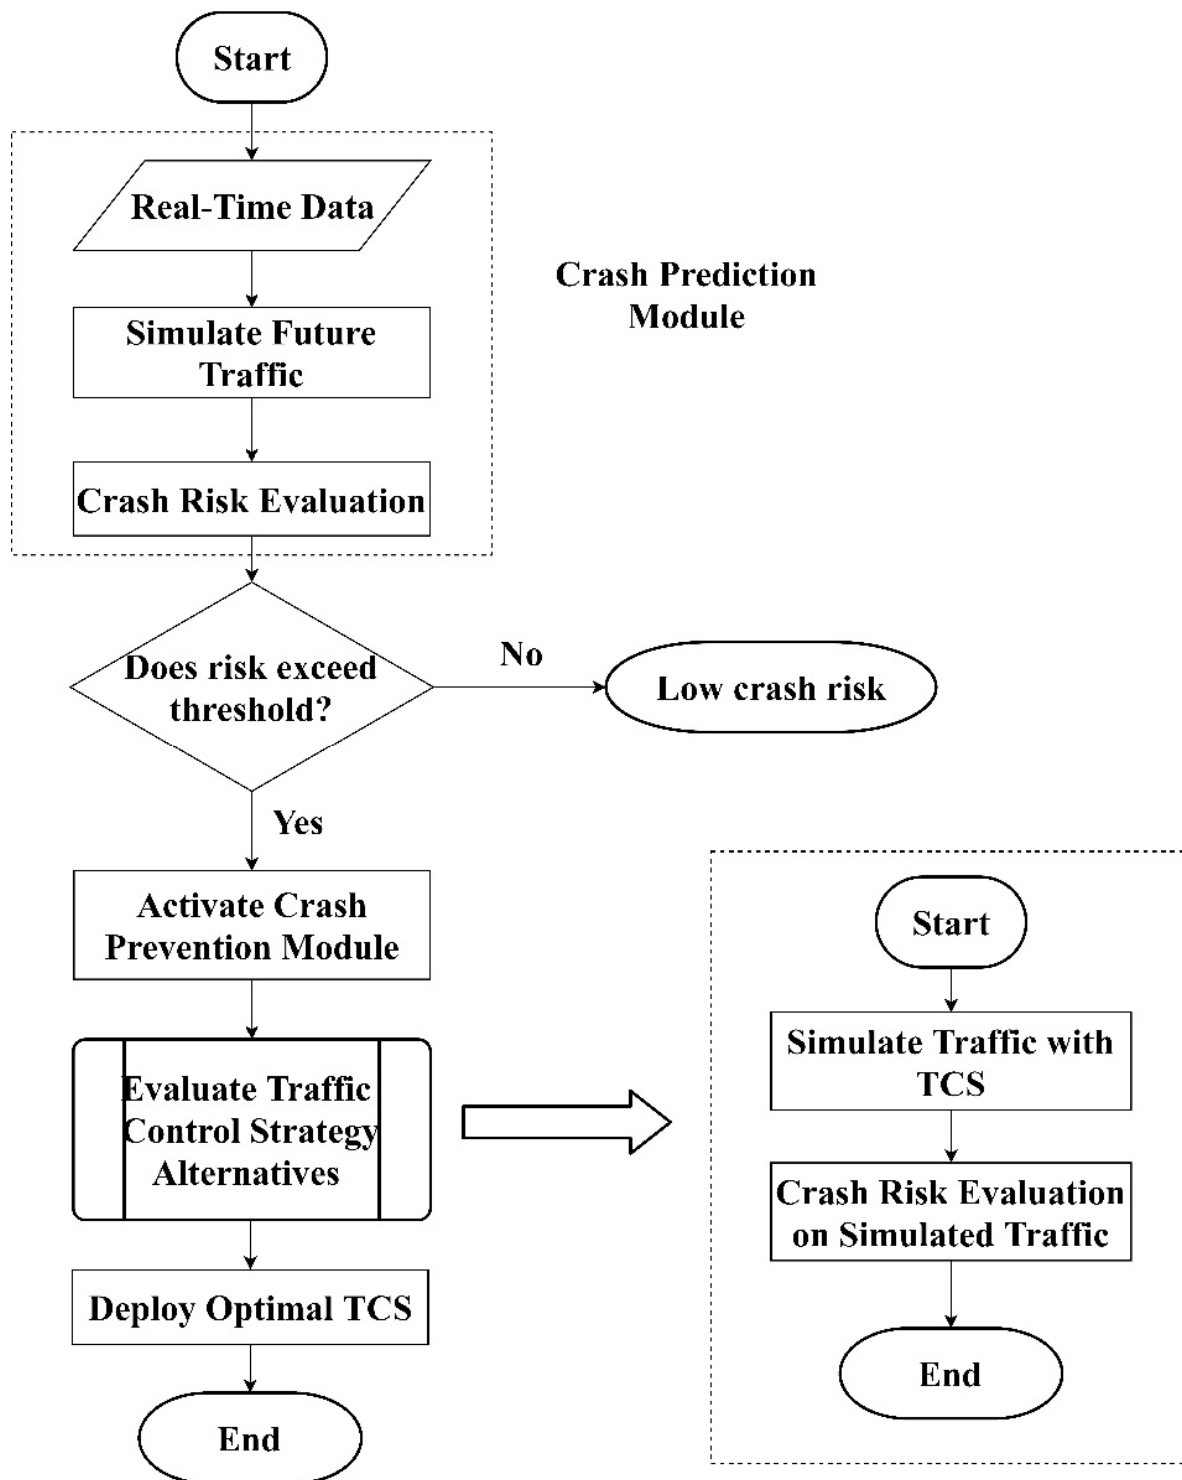 Start
Real-Time Data
Crash Prediction
Module
Simulate Future
Traffic
Crash Risk Evaluation
Does risk exceed
threshold?
No
Low crash risk
Yes
Activate Crash
Prevention Module
Evaluate Traffic
Control Strategy
Alternatives
Deploy Optimal TCS
End
Start
Simulate Traffic with
TCS
Crash Risk Evaluation
on Simulated Traffic
End